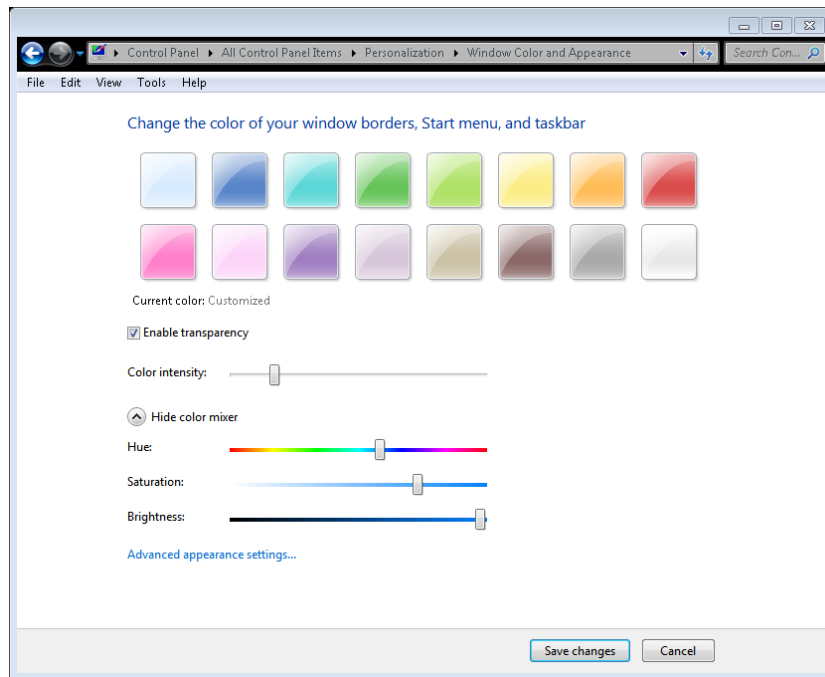 Control Panel All Control Panel Items Personalization Window Color and Appearance Search Con...
File Edit View Tools Help
Change the color of your window borders, Start menu, and taskbar
Current color: Customized
Enable transparency
Color intensity:
Hide color mixer
Hue:
Saturation:
Brightness:
Advanced appearance settings...
Save changes Cancel